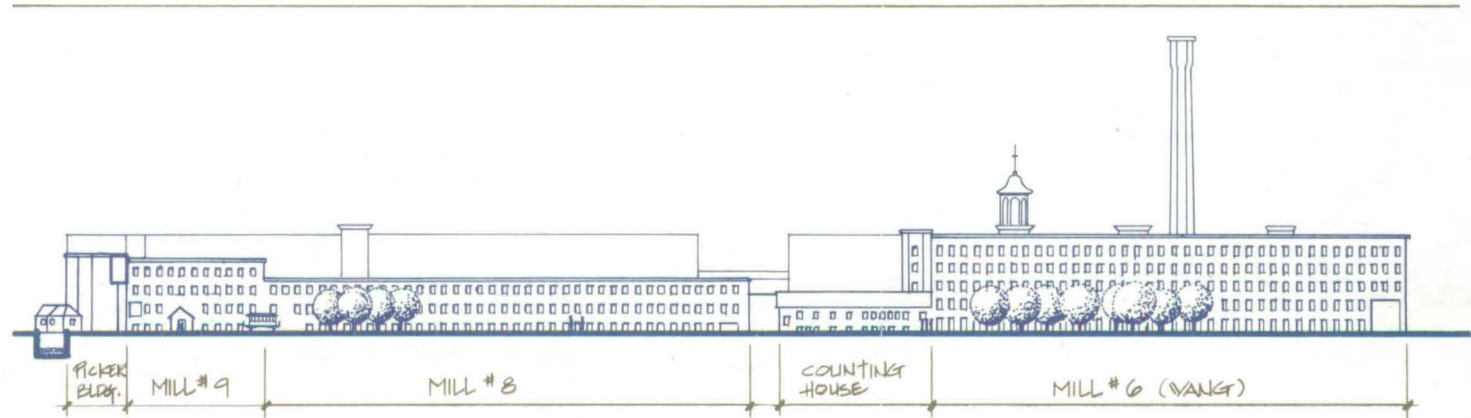 PICKER
BLDG.
MILL #9
MILL #8
COUNTING
HOUSE
MILL #6 (WANG)